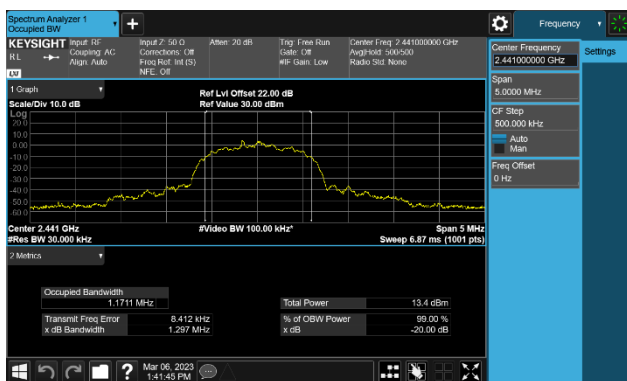 Spectrum Analyzer 1
Occupied BW
Frequency
KEYSIGHT
R L
LXI
Input: RF
Coupling: AC
Align: Auto
Input Z: 50 Ω
Corrections: Off
Freq Ref: Int (S)
NFE: Off
Atten: 20 dB
Trig: Free Run
Gate: Off
#IF Gain: Low
Center Freq: 2.441000000 GHz
Avg|Hold: 500/500
Radio Std: None
Center Frequency
2.441000000 GHz
Settings
Span
5.0000 MHz
CF Step
500.000 kHz
Auto
Man
Freq Offset
0 Hz
1 Graph
Scale/Div 10.0 dB
Ref Lvl Offset 22.00 dB
Ref Value 30.00 dBm
Log
20.0
10.0
0.00
-10.0
-20.0
-30.0
-40.0
-50.0
-60.0
Center 2.441 GHz
#Video BW 100.00 kHz*
Span 5 MHz
#Res BW 30.000 kHz
Sweep 6.87 ms (1001 pts)
2 Metrics
Occupied Bandwidth
1.1711 MHz
Total Power 13.4 dBm
Transmit Freq Error 8.412 kHz
% of OBW Power 99.00 %
x dB Bandwidth 1.297 MHz
x dB -20.00 dB
?
Mar 06, 2023
1:41:45 PM